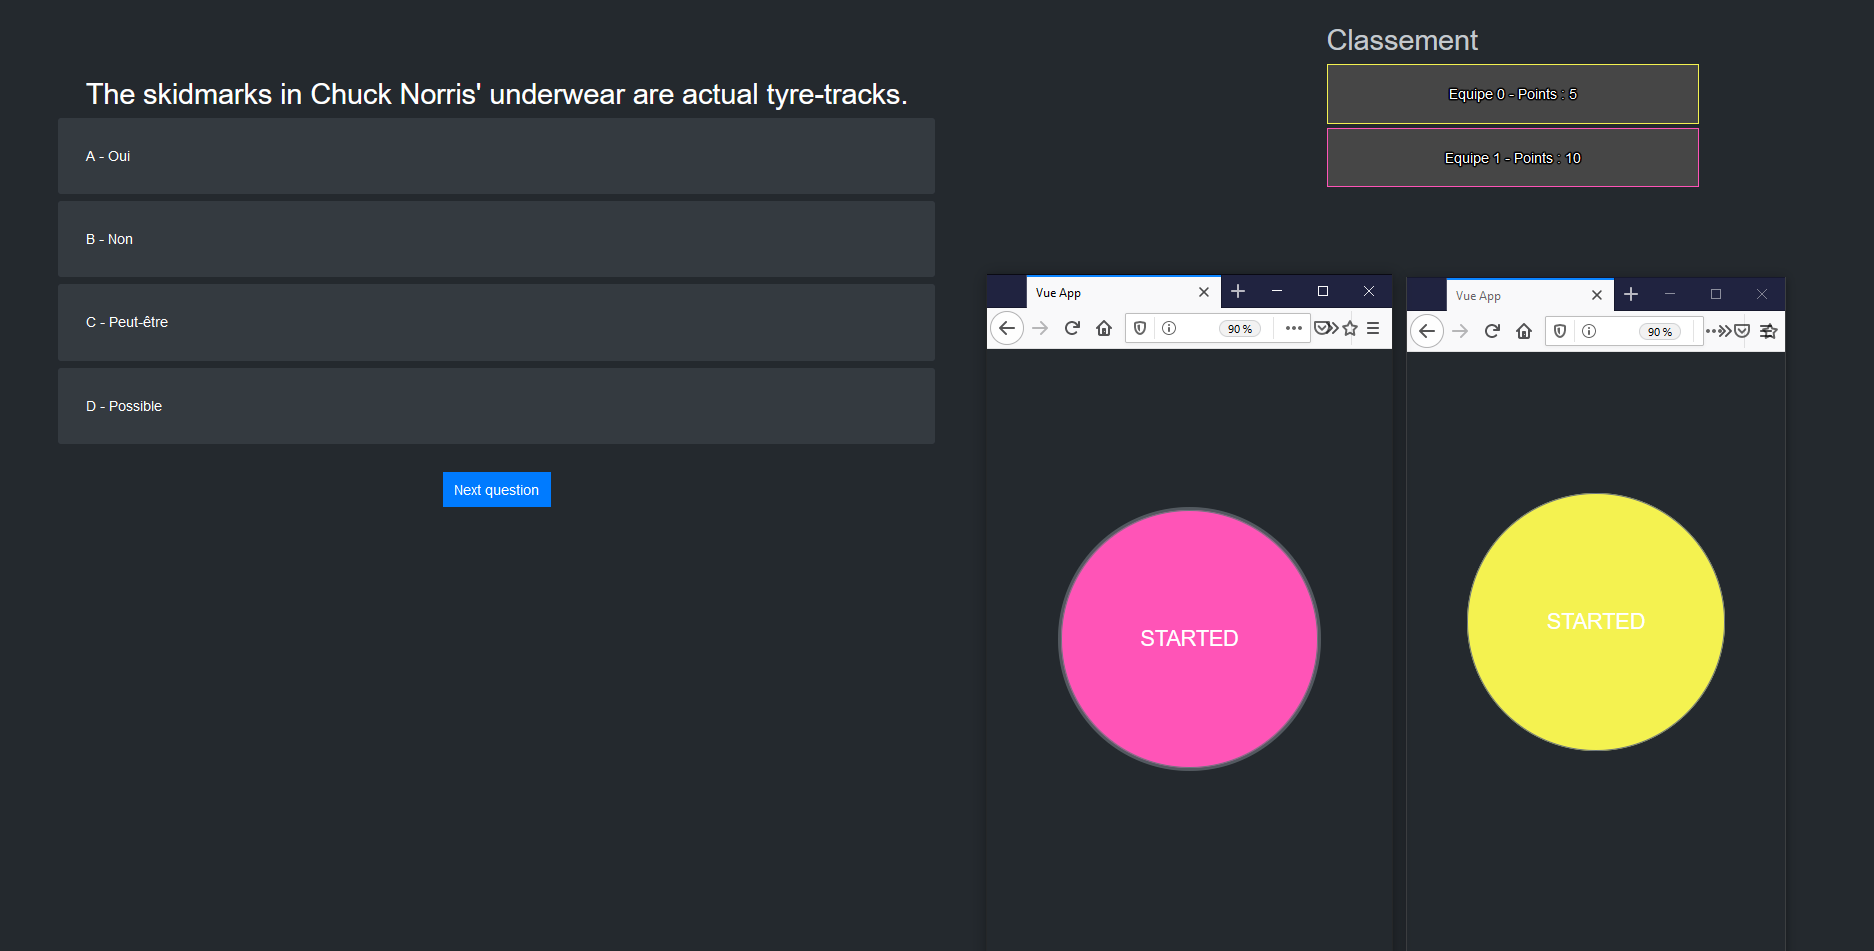 The skidmarks in Chuck Norris' underwear are actual tyre-tracks.
A - Oui
B - Non
C - Peut-être
D - Possible
Next question
Classement
Equipe 0 - Points : 5
Equipe 1 - Points : 10
Vue App
90 %
STARTED
Vue App
90 %
STARTED